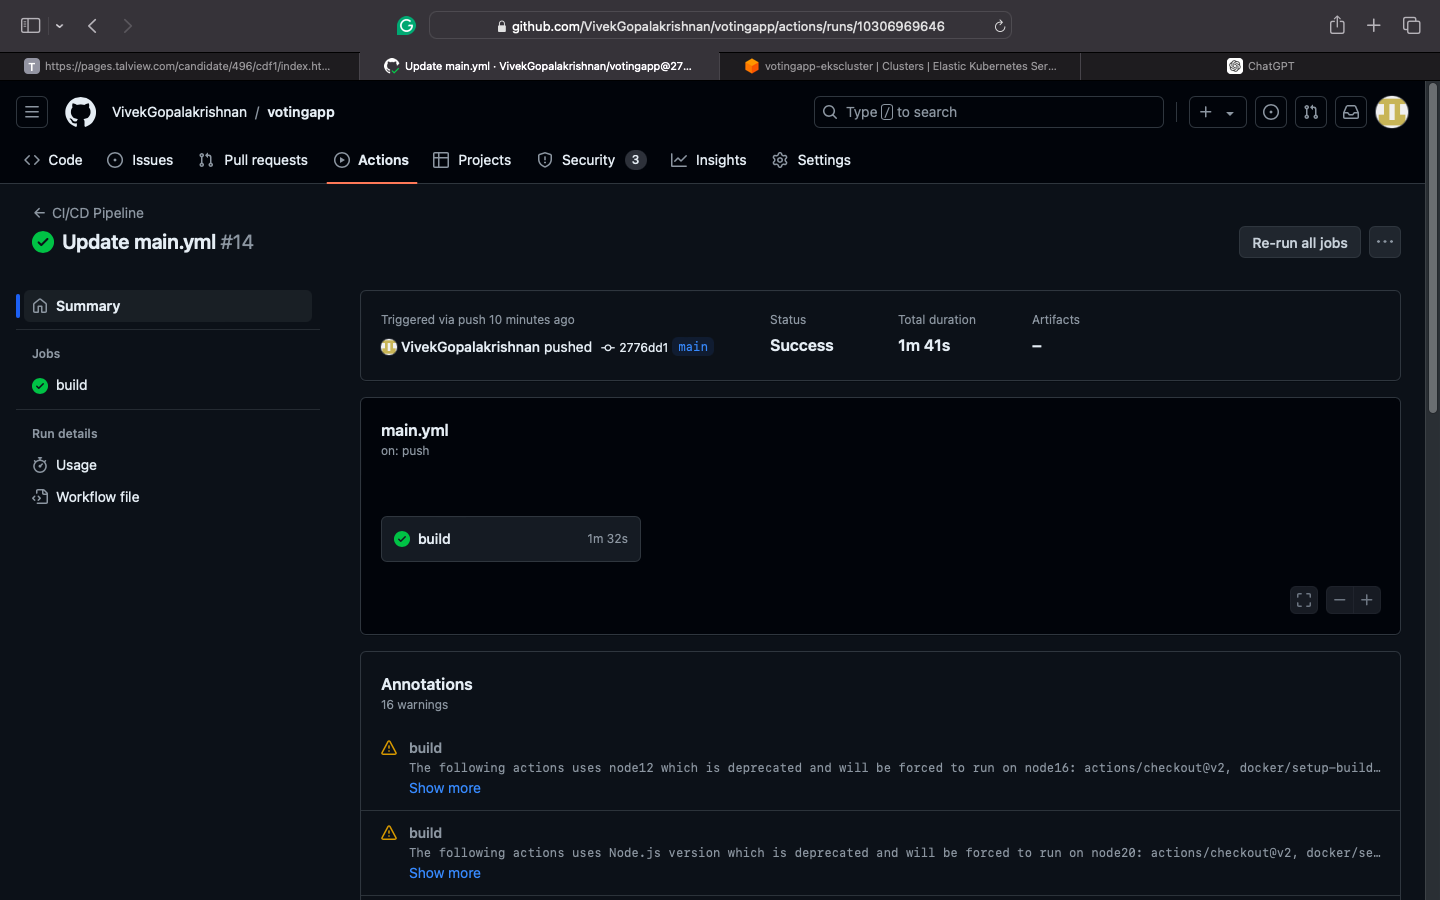 github.com/VivekGopalakrishnan/votingapp/actions/runs/10306969646
T https://pages.talview.com/candidate/496/cdf1/index.ht...
Update main.yml · VivekGopalakrishnan/votingapp@27...
votingapp-ekscluster | Clusters | Elastic Kubernetes Ser...
ChatGPT
VivekGopalakrishnan / votingapp
Type / to search
Code
Issues
Pull requests
Actions
Projects
Security 3
Insights
Settings
← CI/CD Pipeline
Update main.yml #14
Re-run all jobs
Summary
Jobs
build
Run details
Usage
Workflow file
Triggered via push 10 minutes ago
VivekGopalakrishnan pushed 2776dd1 main
Status
Success
Total duration
1m 41s
Artifacts
–
main.yml
on: push
build 1m 32s
Annotations
16 warnings
build
The following actions uses node12 which is deprecated and will be forced to run on node16: actions/checkout@v2, docker/setup-build…
Show more
build
The following actions uses Node.js version which is deprecated and will be forced to run on node20: actions/checkout@v2, docker/se…
Show more